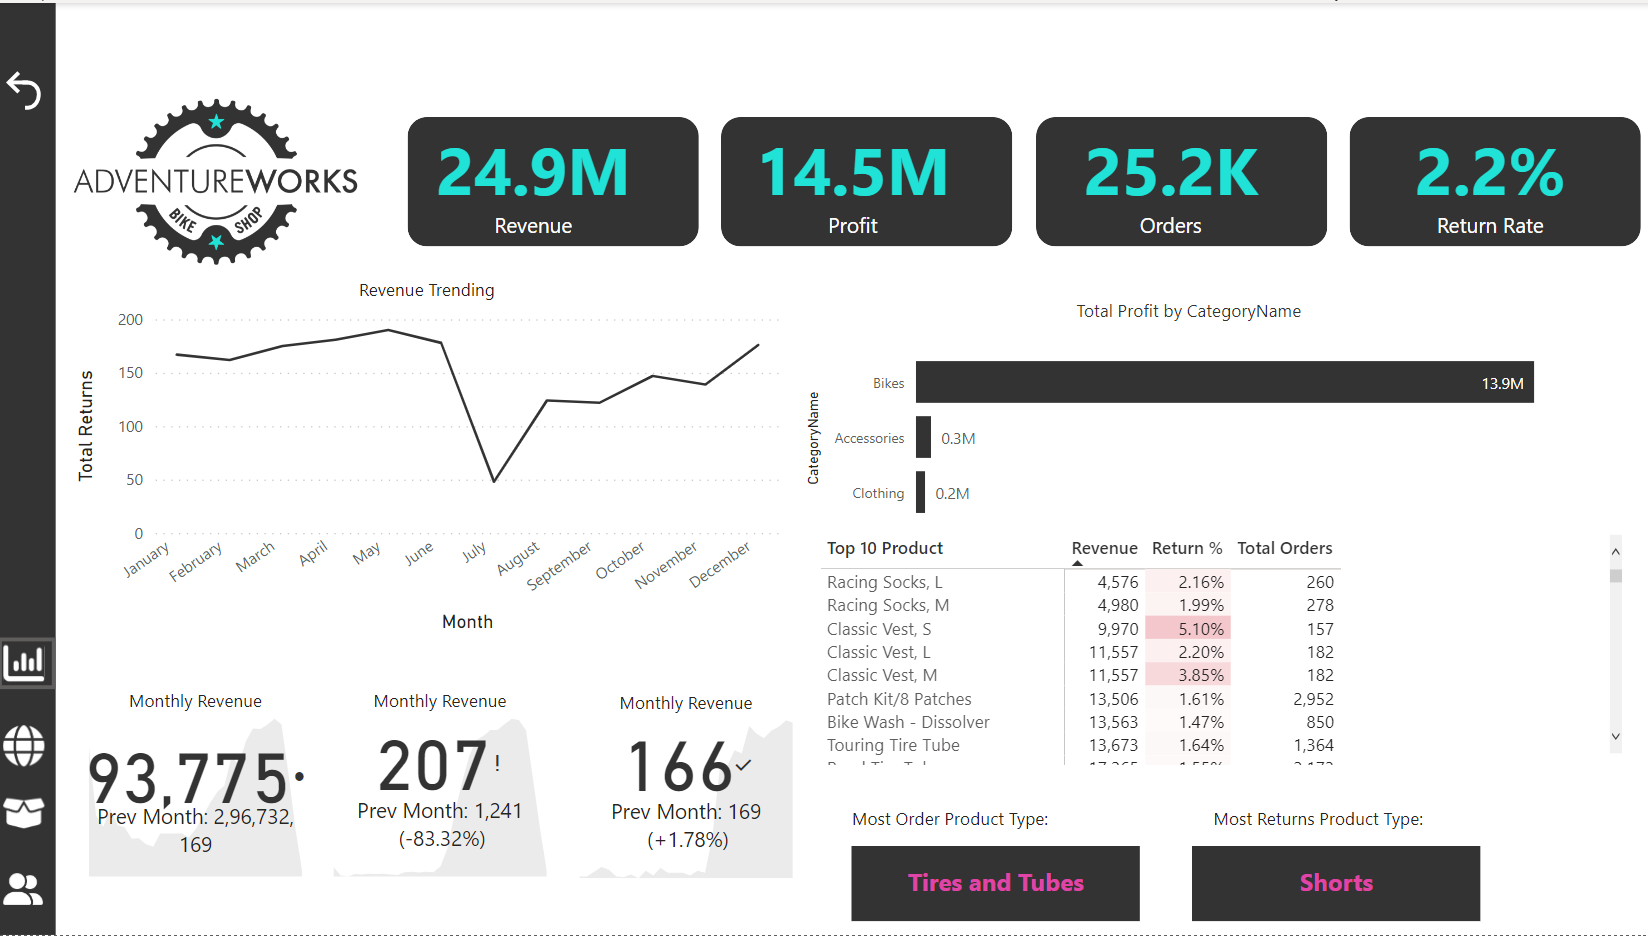 ADVENTUREWORKS
BIKE SHOP
24.9M
Revenue
14.5M
Profit
25.2K
Orders
2.2%
Return Rate
Revenue Trending
Total Returns
200
150
100
50
0
January
February
March
April
May
June
July
August
September
October
November
December
Month
Total Profit by CategoryName
CategoryName
Bikes 13.9M
Accessories 0.3M
Clothing 0.2M
Top 10 Product Revenue Return % Total Orders
Racing Socks, L 4,576 2.16% 260
Racing Socks, M 4,980 1.99% 278
Classic Vest, S 9,970 5.10% 157
Classic Vest, L 11,557 2.20% 182
Classic Vest, M 11,557 3.85% 182
Patch Kit/8 Patches 13,506 1.61% 2,952
Bike Wash - Dissolver 13,563 1.47% 850
Touring Tire Tube 13,673 1.64% 1,364
Monthly Revenue
93,775
Prev Month: 2,96,732,
169
Monthly Revenue
207!
Prev Month: 1,241
(-83.32%)
Monthly Revenue
166
Prev Month: 169
(+1.78%)
Most Order Product Type:
Tires and Tubes
Most Returns Product Type:
Shorts